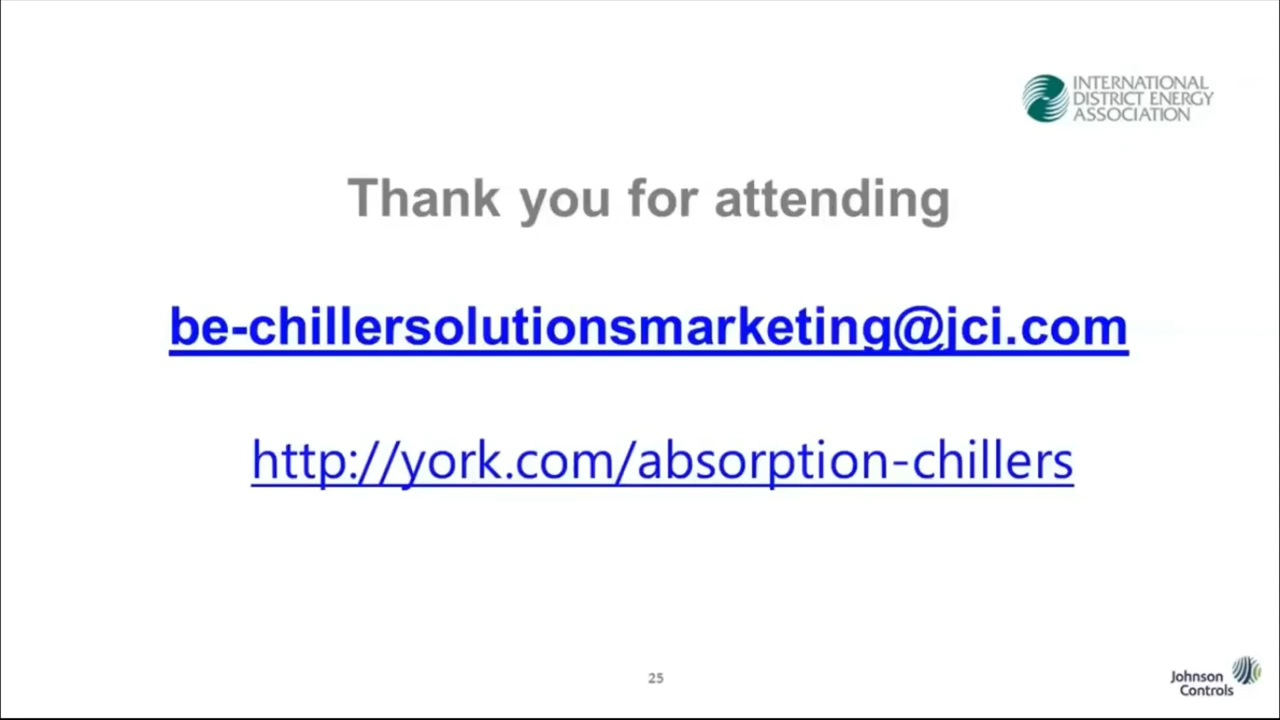 INTERNATIONAL
DISTRICT ENERGY
ASSOCIATION
Thank you for attending
be-chillersolutionsmarketing@jci.com
http://york.com/absorption-chillers
25
Johnson
Controls